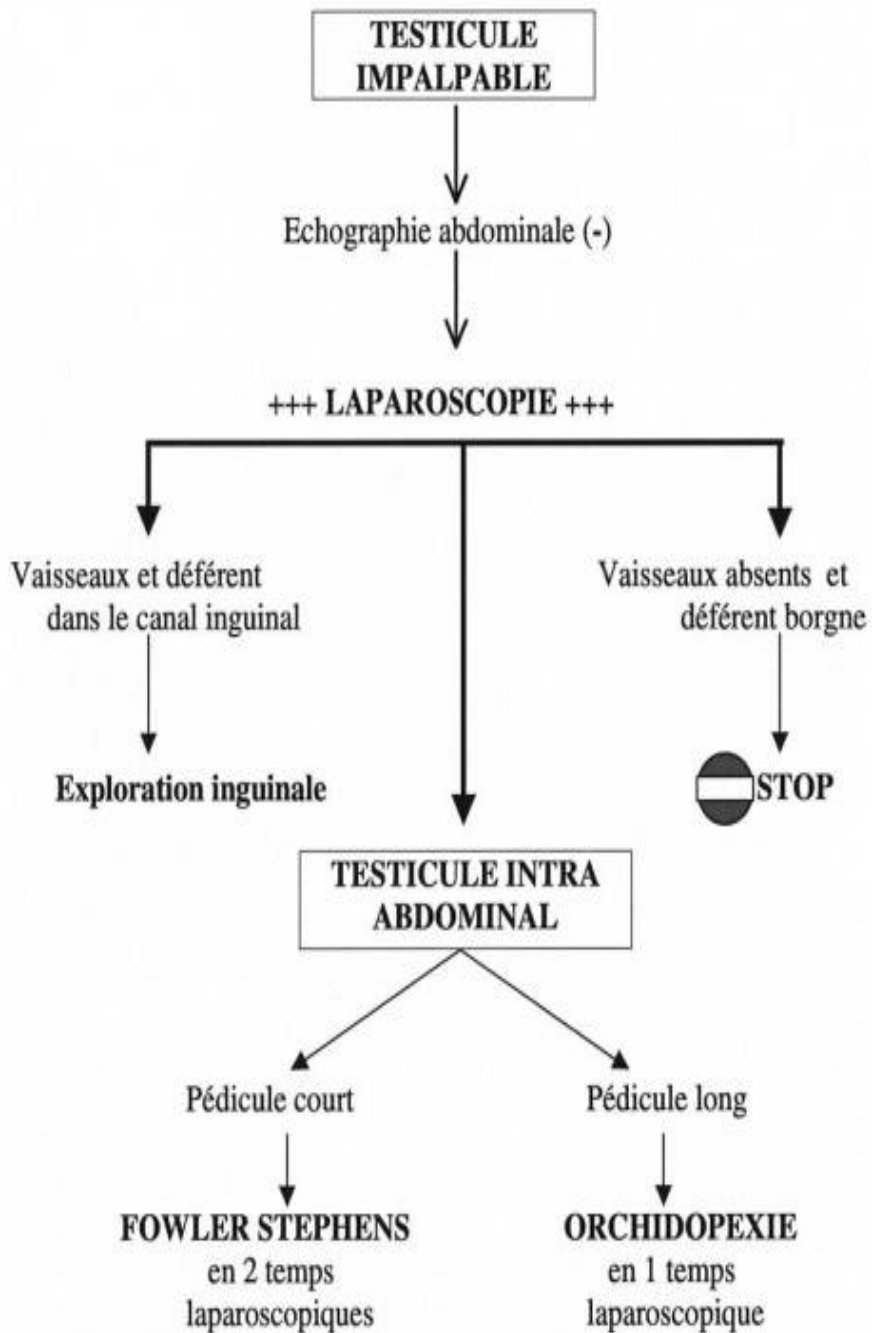 TESTICULE
IMPALPABLE
Echographie abdominale (-)
+++ LAPAROSCOPIE +++
Vaisseaux et déférent
dans le canal inguinal
Vaisseaux absents et
déférent borgne
Exploration inguinale
STOP
TESTICULE INTRA
ABDOMINAL
Pédicule court
Pédicule long
FOWLER STEPHENS
en 2 temps
laparoscopiques
ORCHIDOPEXIE
en 1 temps
laparoscopique